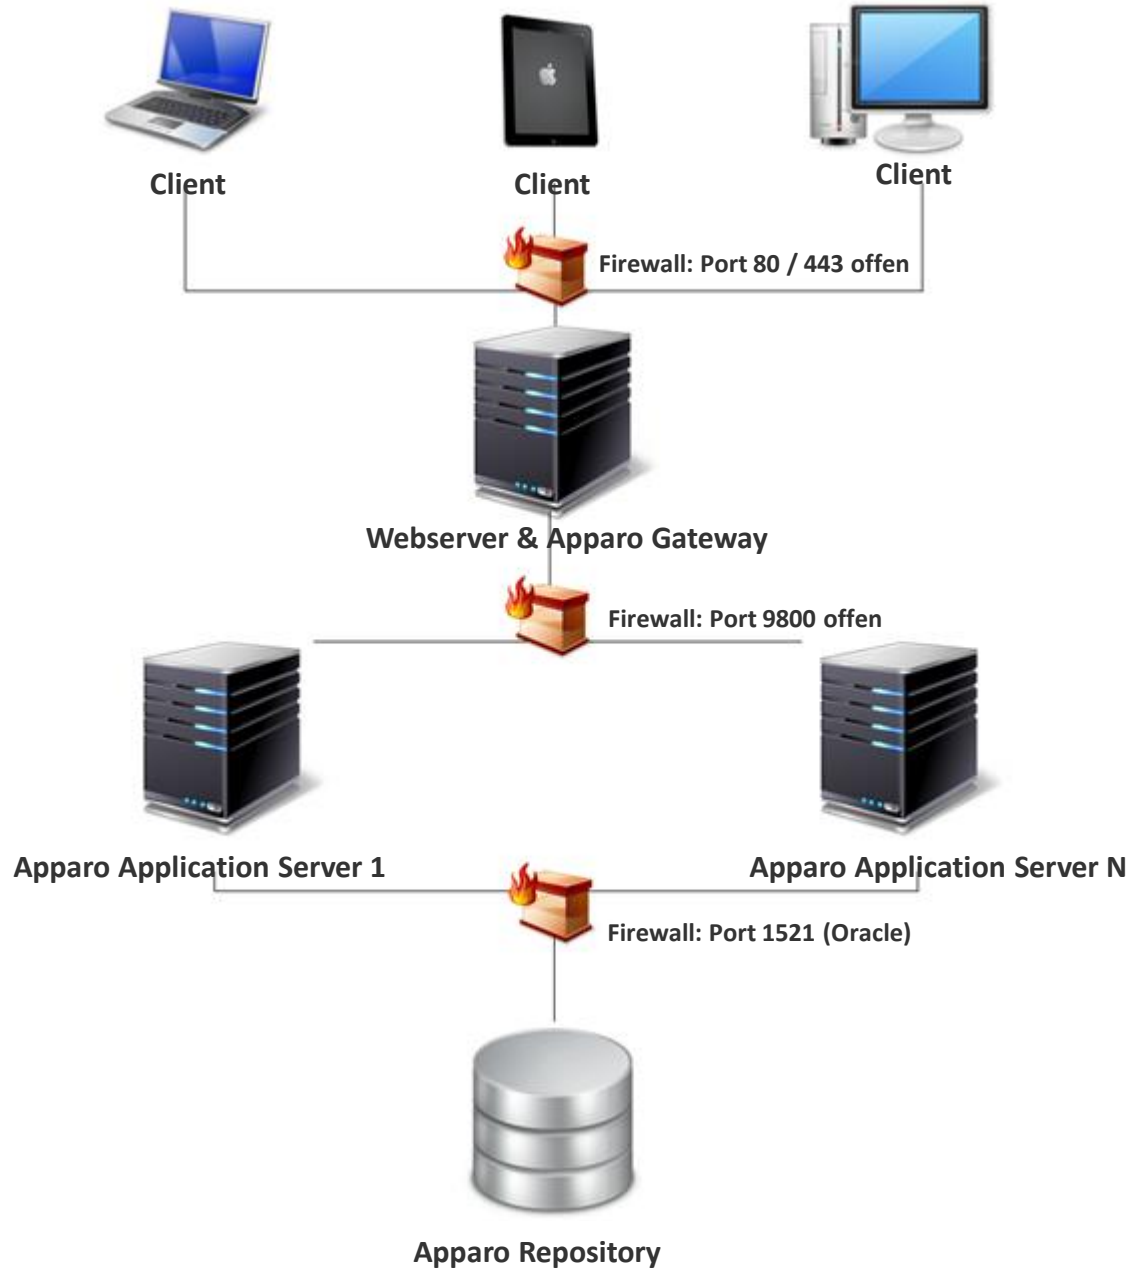 Client
Client
Client
Firewall: Port 80 / 443 offen
Webserver & Apparo Gateway
Firewall: Port 9800 offen
Apparo Application Server 1
Apparo Application Server N
Firewall: Port 1521 (Oracle)
Apparo Repository